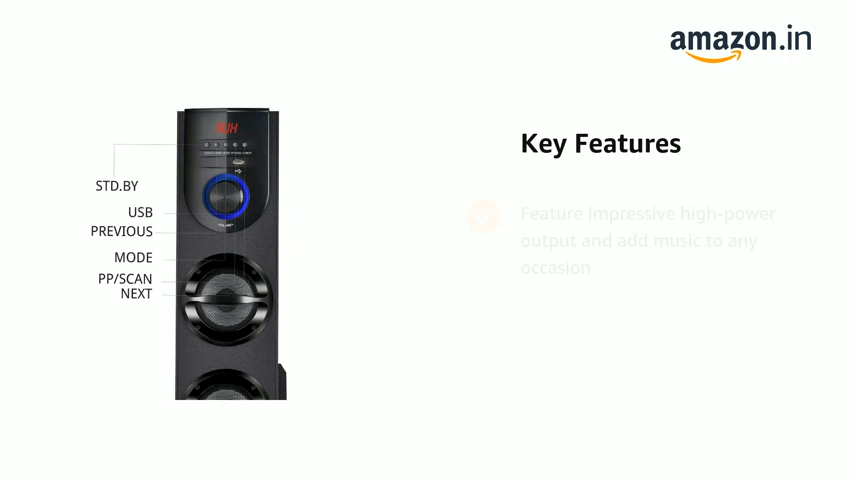 amazon.in
Key Features
STD.BY
USB
PREVIOUS
MODE
PP/SCAN
NEXT
Feature impressive high-power
output and add music to any
occasion